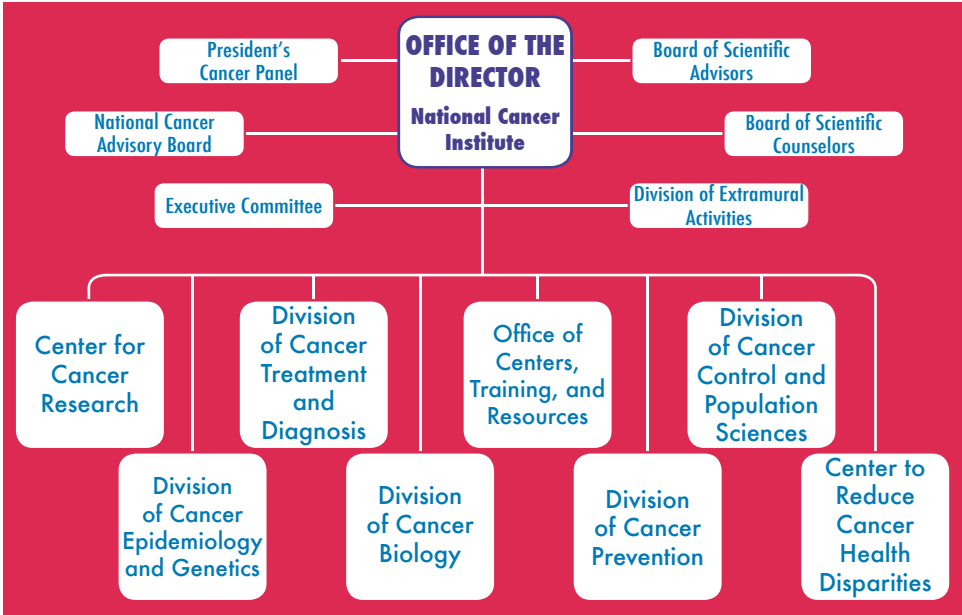 OFFICE OF THE
DIRECTOR
National Cancer
Institute
President's
Cancer Panel
Board of Scientific
Advisors
National Cancer
Advisory Board
Board of Scientific
Counselors
Executive Committee
Division of Extramural
Activities
Center for
Cancer
Research
Division
of Cancer
Epidemiology
and Genetics
Division
of Cancer
Treatment
and
Diagnosis
Division
of Cancer
Biology
Office of
Centers,
Training, and
Resources
Division
of Cancer
Prevention
Division
of Cancer
Control and
Population
Sciences
Center to
Reduce
Cancer
Health
Disparities